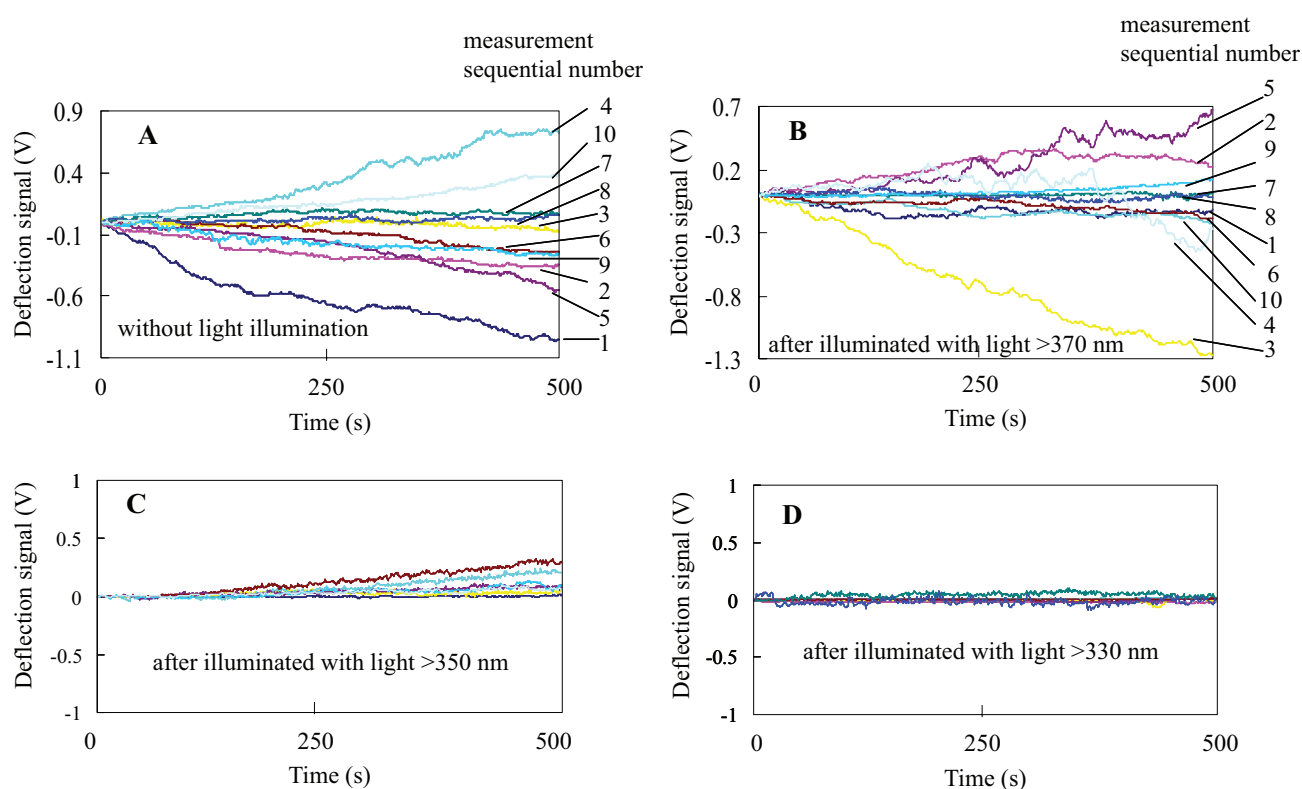 measurement
sequential number
0.9
0.4
-0.1
-0.6
-1.1
Deflection signal (V)
A
without light illumination
4
10
7
8
3
6
9
2
5
1
0
250
500
Time (s)
measurement
sequential number
0.7
0.2
-0.3
-0.8
-1.3
Deflection signal (V)
B
after illuminated with light >370 nm
5
2
9
7
8
1
6
10
4
3
0
250
500
Time (s)
1
0.5
0
-0.5
-1
Deflection signal (V)
C
after illuminated with light >350 nm
0
250
500
Time (s)
1
0.5
0
-0.5
-1
Deflection signal (V)
D
after illuminated with light >330 nm
0
250
500
Time (s)